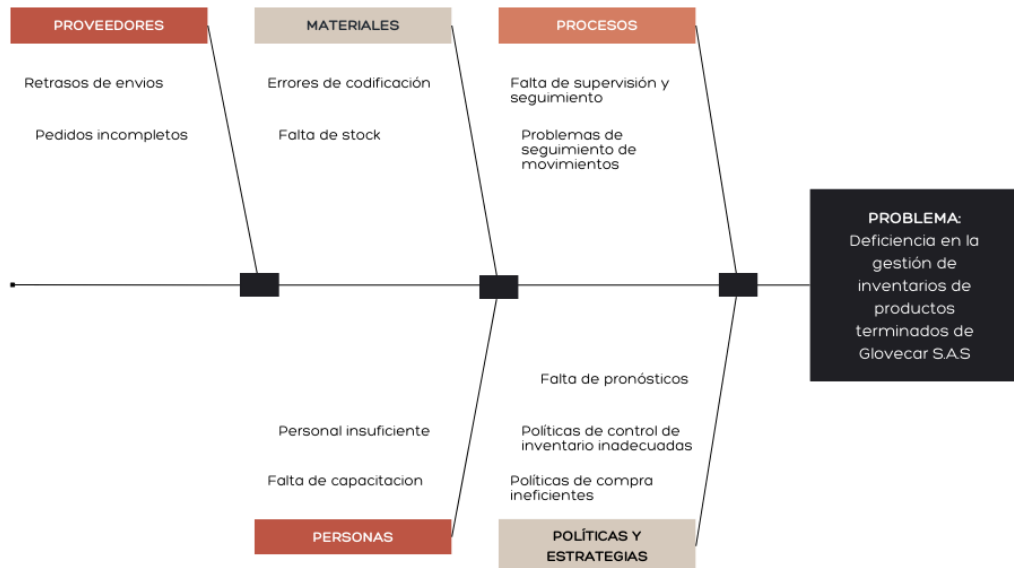 PROVEEDORES
MATERIALES
PROCESOS
Retrasos de envios
Pedidos incompletos
Errores de codificación
Falta de stock
Falta de supervisión y
seguimiento
Problemas de
seguimiento de
movimientos
PROBLEMA:
Deficiencia en la
gestión de
inventarios de
productos
terminados de
Glovecar S.A.S
Personal insuficiente
Falta de capacitacion
Falta de pronósticos
Políticas de control de
inventario inadecuadas
Políticas de compra
ineficientes
PERSONAS
POLÍTICAS Y
ESTRATEGIAS